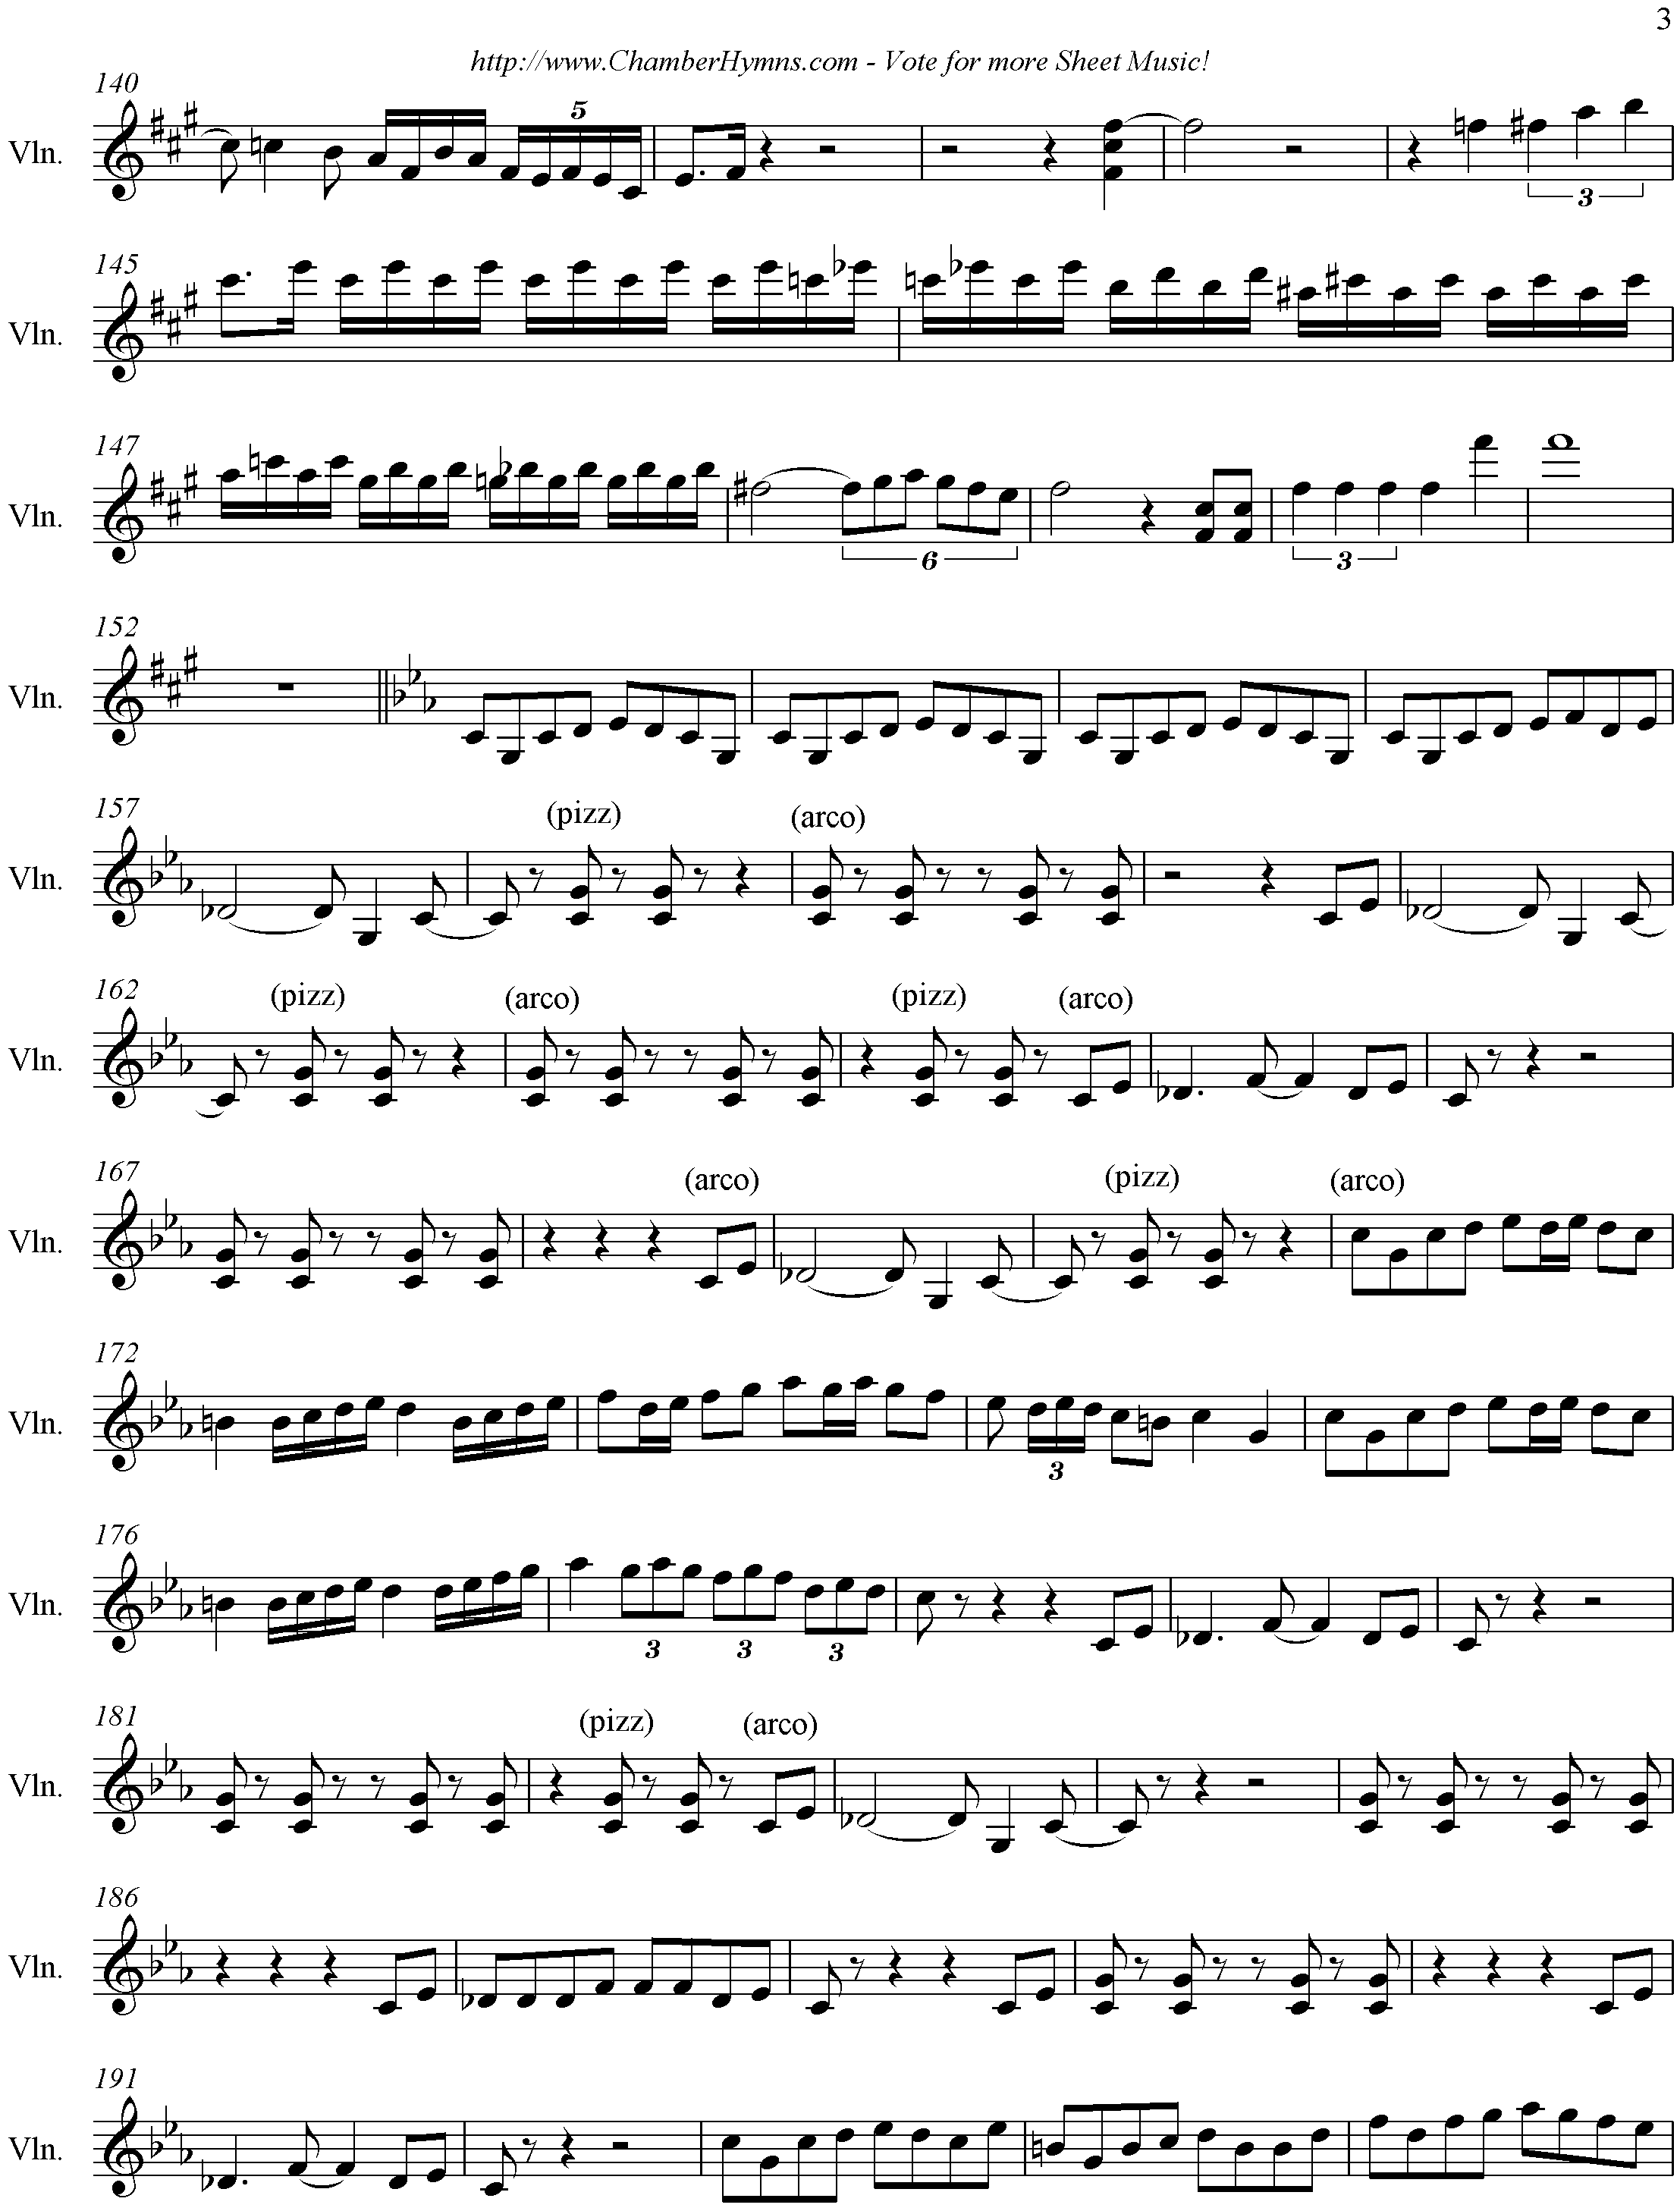 3
http://www.ChamberHymns.com - Vote for more Sheet Music!
140
Vln.
5
3
145
Vln.
147
Vln.
6
3
152
Vln.
157
(pizz) (arco)
Vln.
162
(pizz) (arco) (pizz) (arco)
Vln.
167
(arco) (pizz) (arco)
Vln.
172
Vln.
3
176
Vln.
3 3 3
181
(pizz) (arco)
Vln.
186
Vln.
191
Vln.